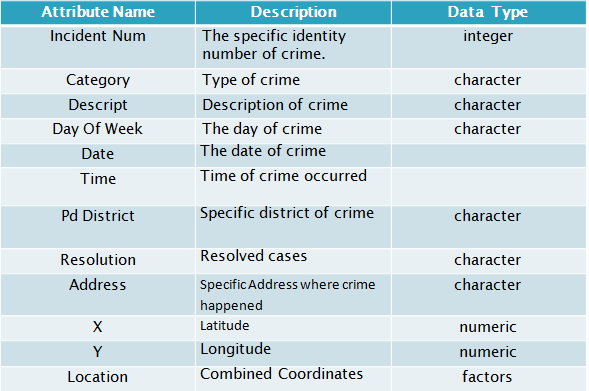 Attribute Name Description Data Type
Incident Num The specific identity integer
number of crime.
Category Type of crime character
Descript Description of crime character
Day Of Week The day of crime character
Date The date of crime
Time Time of crime occurred
Pd District Specific district of crime character
Resolution Resolved cases character
Address Specific Address where crime character
happened
X Latitude numeric
Y Longitude numeric
Location Combined Coordinates factors